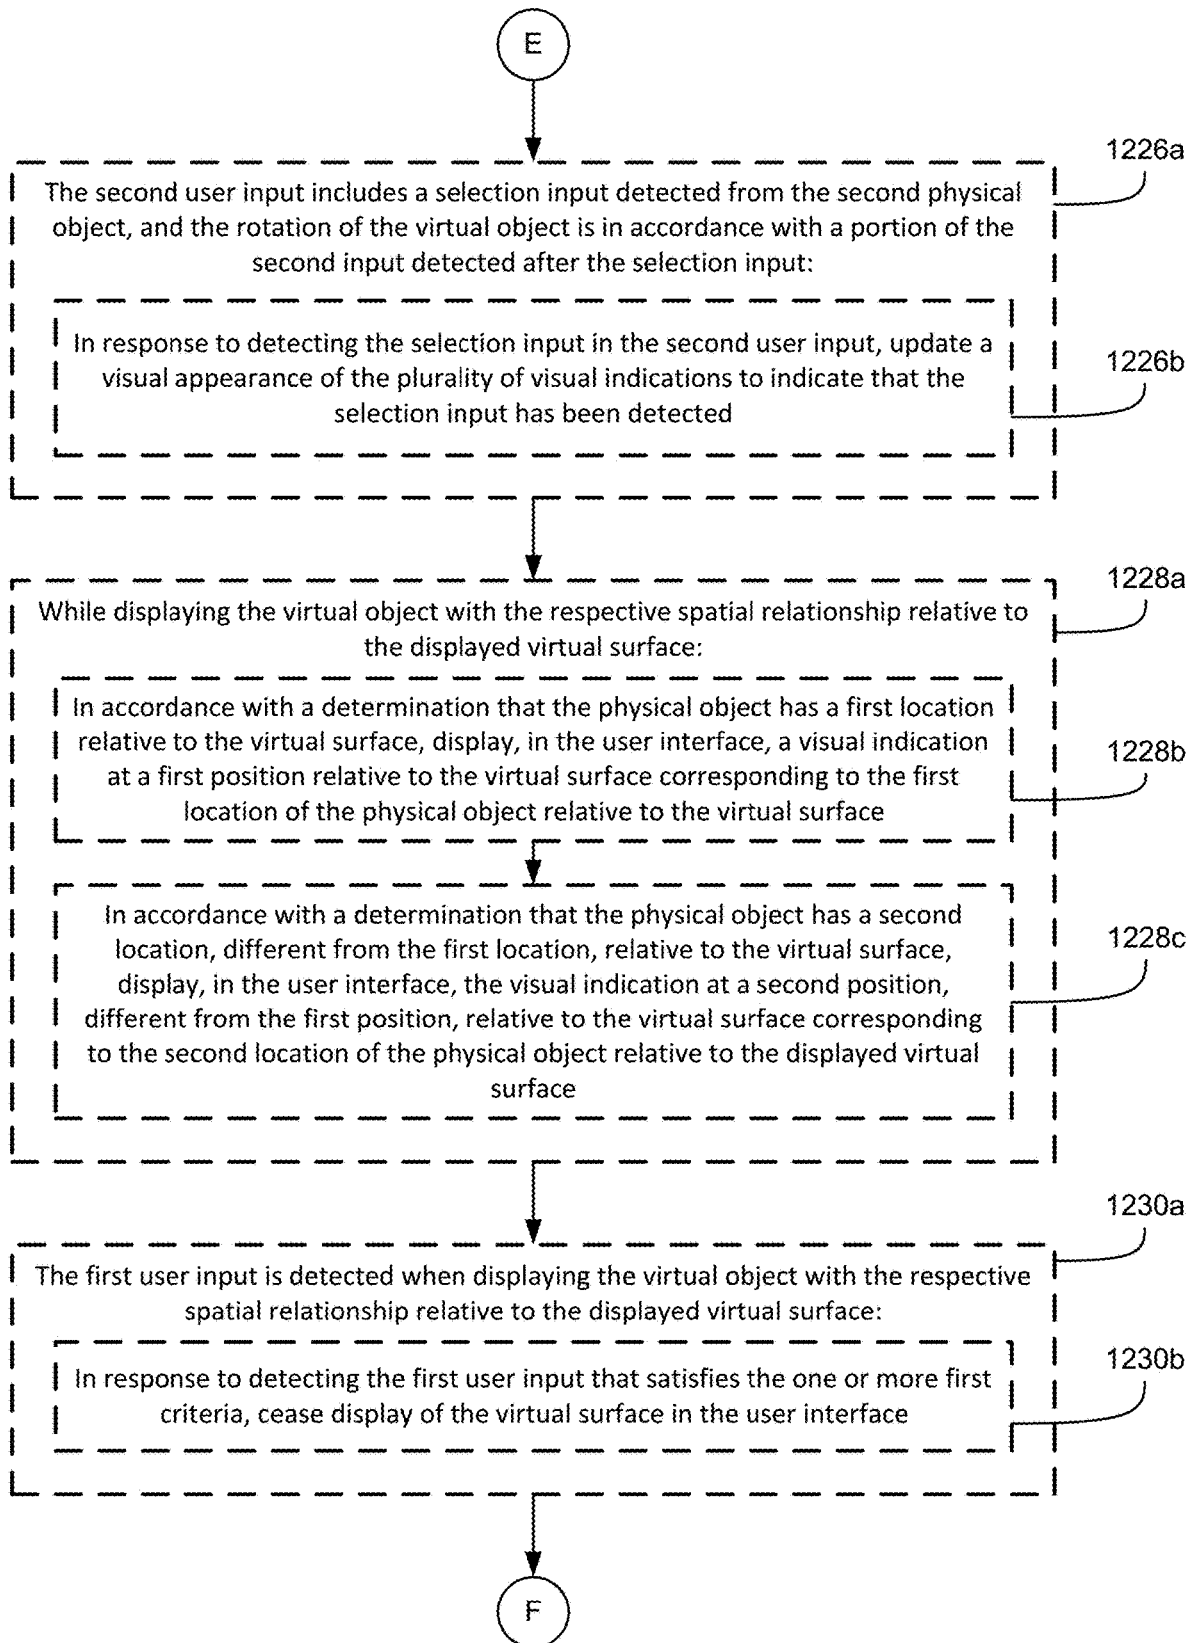 E
1226a
The second user input includes a selection input detected from the second physical
object, and the rotation of the virtual object is in accordance with a portion of the
second input detected after the selection input:
1226b
In response to detecting the selection input in the second user input, update a
visual appearance of the plurality of visual indications to indicate that the
selection input has been detected
1228a
While displaying the virtual object with the respective spatial relationship relative to
the displayed virtual surface:
1228b
In accordance with a determination that the physical object has a first location
relative to the virtual surface, display, in the user interface, a visual indication
at a first position relative to the virtual surface corresponding to the first
location of the physical object relative to the virtual surface
1228c
In accordance with a determination that the physical object has a second
location, different from the first location, relative to the virtual surface,
display, in the user interface, the visual indication at a second position,
different from the first position, relative to the virtual surface corresponding
to the second location of the physical object relative to the displayed virtual
surface
1230a
The first user input is detected when displaying the virtual object with the respective
spatial relationship relative to the displayed virtual surface:
1230b
In response to detecting the first user input that satisfies the one or more first
criteria, cease display of the virtual surface in the user interface
F